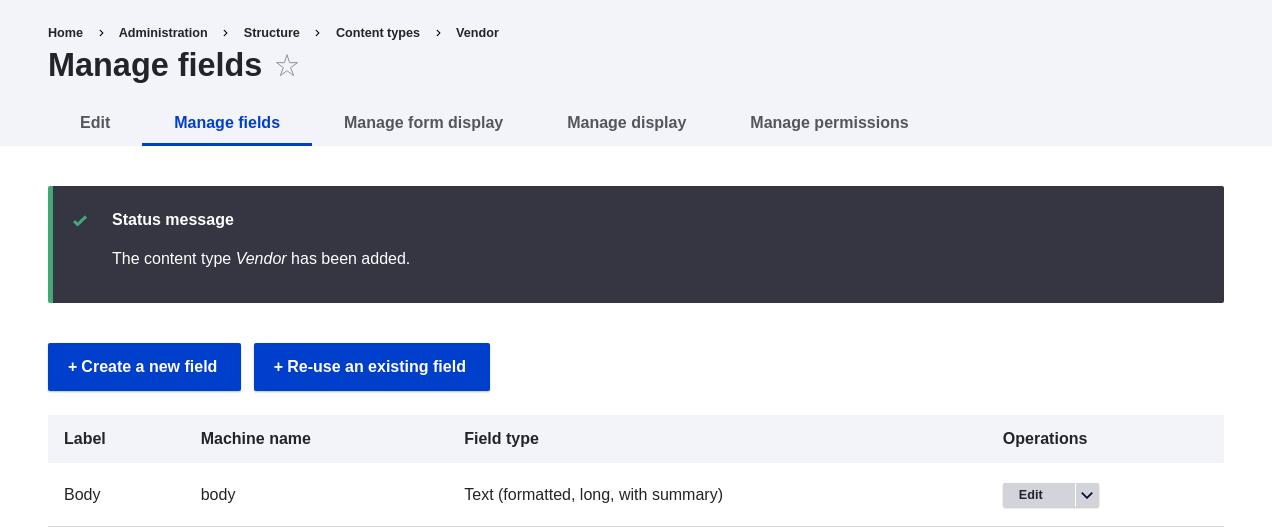 Home › Administration › Structure › Content types › Vendor
Manage fields
Edit Manage fields Manage form display Manage display Manage permissions
Status message
The content type Vendor has been added.
+ Create a new field + Re-use an existing field
Label Machine name Field type Operations
Body body Text (formatted, long, with summary) Edit